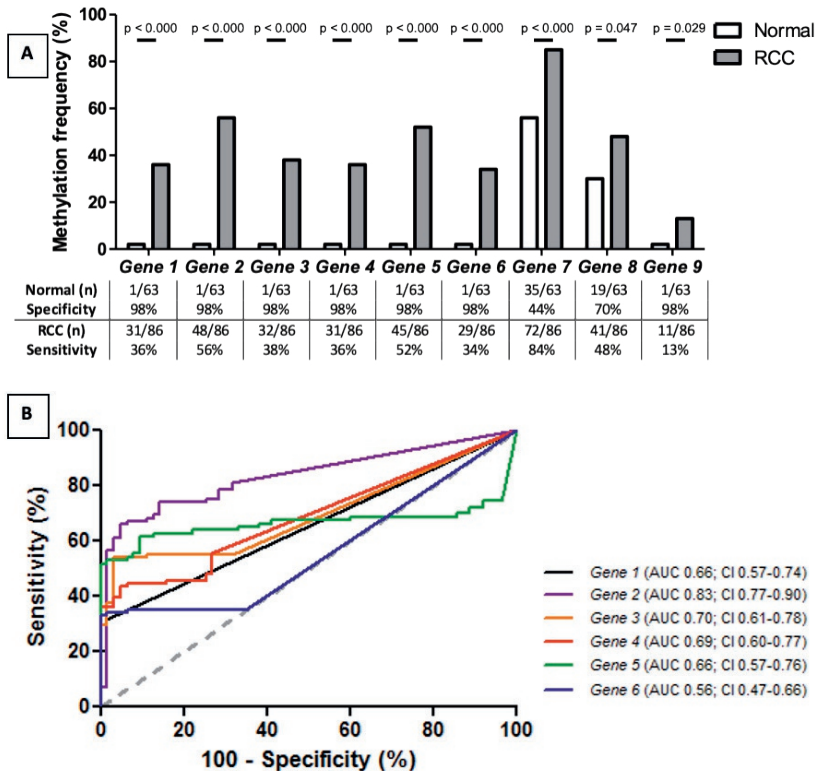 A
p < 0.000 p < 0.000 p < 0.000 p < 0.000 p < 0.000 p < 0.000 p < 0.000 p = 0.047 p = 0.029
Normal
RCC
Methylation frequency (%)
100
80
60
40
20
0
Gene 1 Gene 2 Gene 3 Gene 4 Gene 5 Gene 6 Gene 7 Gene 8 Gene 9
Normal (n) 1/63 1/63 1/63 1/63 1/63 1/63 35/63 19/63 1/63
Specificity 98% 98% 98% 98% 98% 98% 44% 70% 98%
RCC (n) 31/86 48/86 32/86 31/86 45/86 29/86 72/86 41/86 11/86
Sensitivity 36% 56% 38% 36% 52% 34% 84% 48% 13%
B
Sensitivity (%)
100
80
60
40
20
0
0 20 40 60 80 100
100 - Specificity (%)
Gene 1 (AUC 0.66; CI 0.57-0.74)
Gene 2 (AUC 0.83; CI 0.77-0.90)
Gene 3 (AUC 0.70; CI 0.61-0.78)
Gene 4 (AUC 0.69; CI 0.60-0.77)
Gene 5 (AUC 0.66; CI 0.57-0.76)
Gene 6 (AUC 0.56; CI 0.47-0.66)